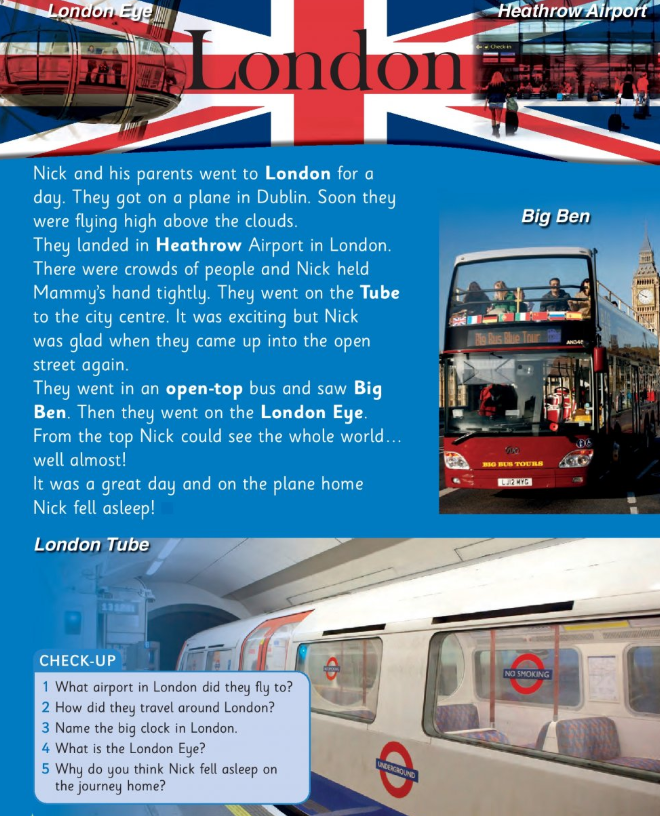 London Eye
Heathrow Airport
Check-in
London
Nick and his parents went to London for a
day. They got on a plane in Dublin. Soon they
were flying high above the clouds.
They landed in Heathrow Airport in London.
There were crowds of people and Nick held
Mammy's hand tightly. They went on the Tube
to the city centre. It was exciting but Nick
was glad when they came up into the open
street again.
They went in an open-top bus and saw Big
Ben. Then they went on the London Eye.
From the top Nick could see the whole world...
well almost!
It was a great day and on the plane home
Nick fell asleep!
Big Ben
Big Bus Blue Tour
BIG BUS TOURS
LJ12 MYG
London Tube
NO SMOKING
UNDERGROUND
CHECK-UP
1 What airport in London did they fly to?
2 How did they travel around London?
3 Name the big clock in London.
4 What is the London Eye?
5 Why do you think Nick fell asleep on
the journey home?